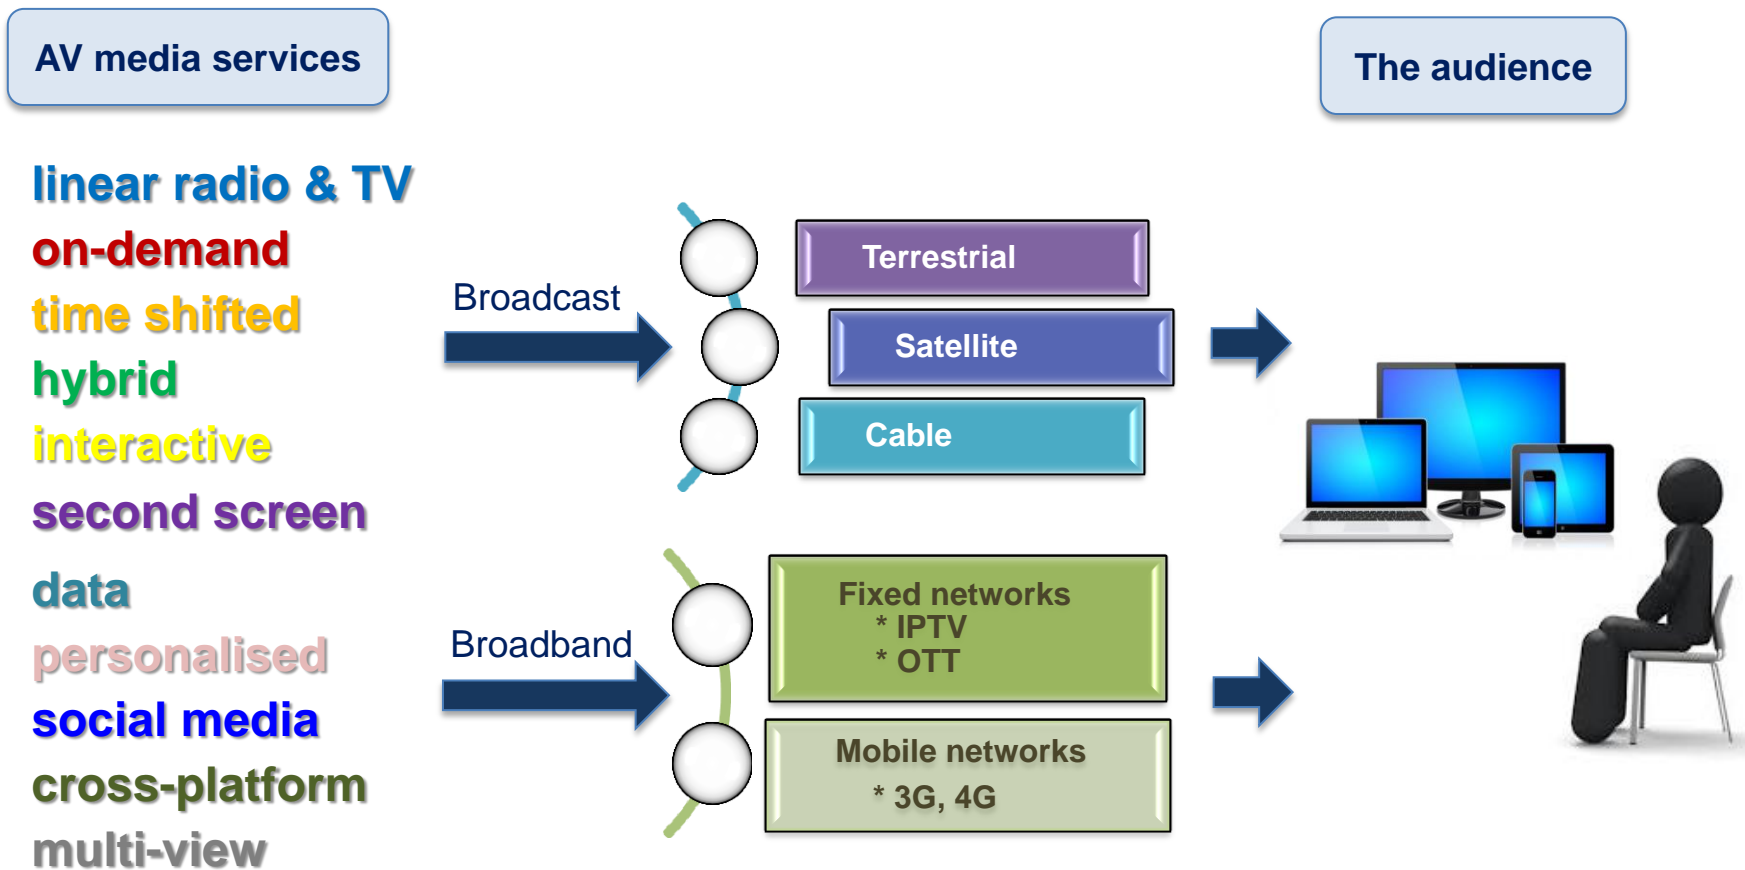 AV media services
The audience
linear radio & TV
on-demand
time shifted
hybrid
interactive
second screen
data
personalised
social media
cross-platform
multi-view
Broadcast
Terrestrial
Satellite
Cable
Broadband
Fixed networks
* IPTV
* OTT
Mobile networks
* 3G, 4G